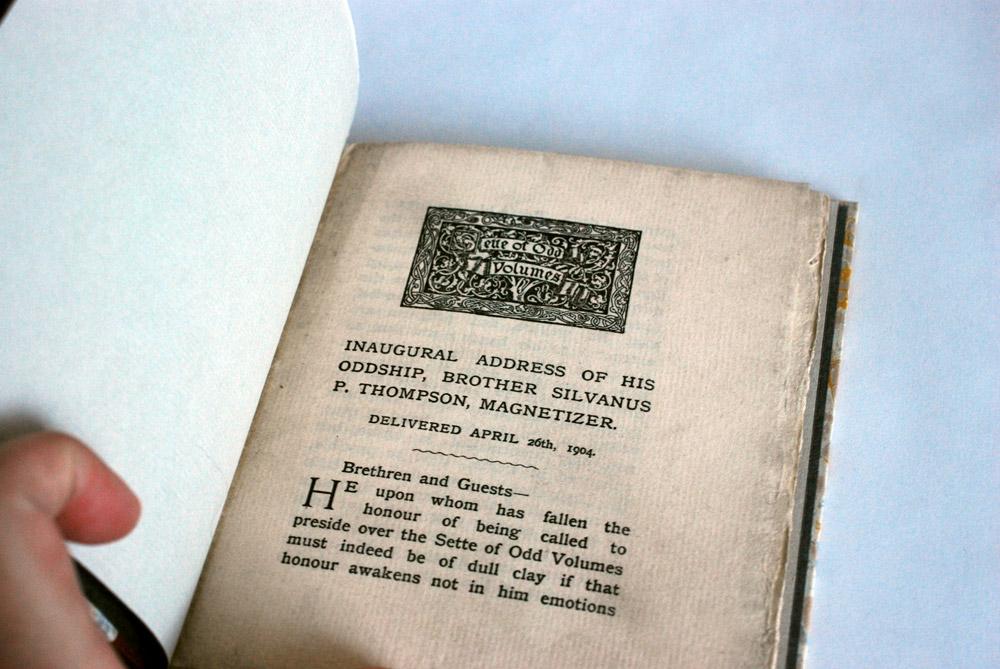 Sette of Odd
Volumes
INAUGURAL ADDRESS OF HIS
ODDSHIP, BROTHER SILVANUS
P. THOMPSON, MAGNETIZER.
DELIVERED APRIL 26th, 1904.
Brethren and Guests—
HE upon whom has fallen the
honour of being called to
preside over the Sette of Odd Volumes
must indeed be of dull clay if that
honour awakens not in him emotions